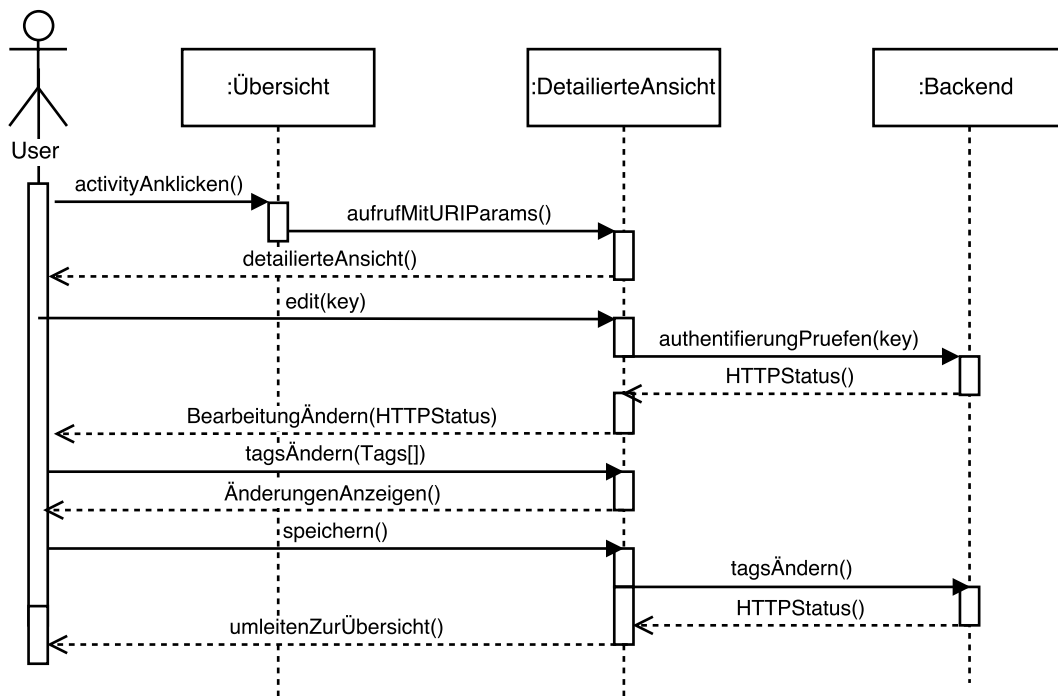 :Übersicht
:DetailierteAnsicht
:Backend
User
activityAnklicken()
aufrufMitURIParams()
detailierteAnsicht()
edit(key)
authentifierungPruefen(key)
HTTPStatus()
BearbeitungÄndern(HTTPStatus)
tagsÄndern(Tags[])
ÄnderungenAnzeigen()
speichern()
tagsÄndern()
HTTPStatus()
umleitenZurÜbersicht()